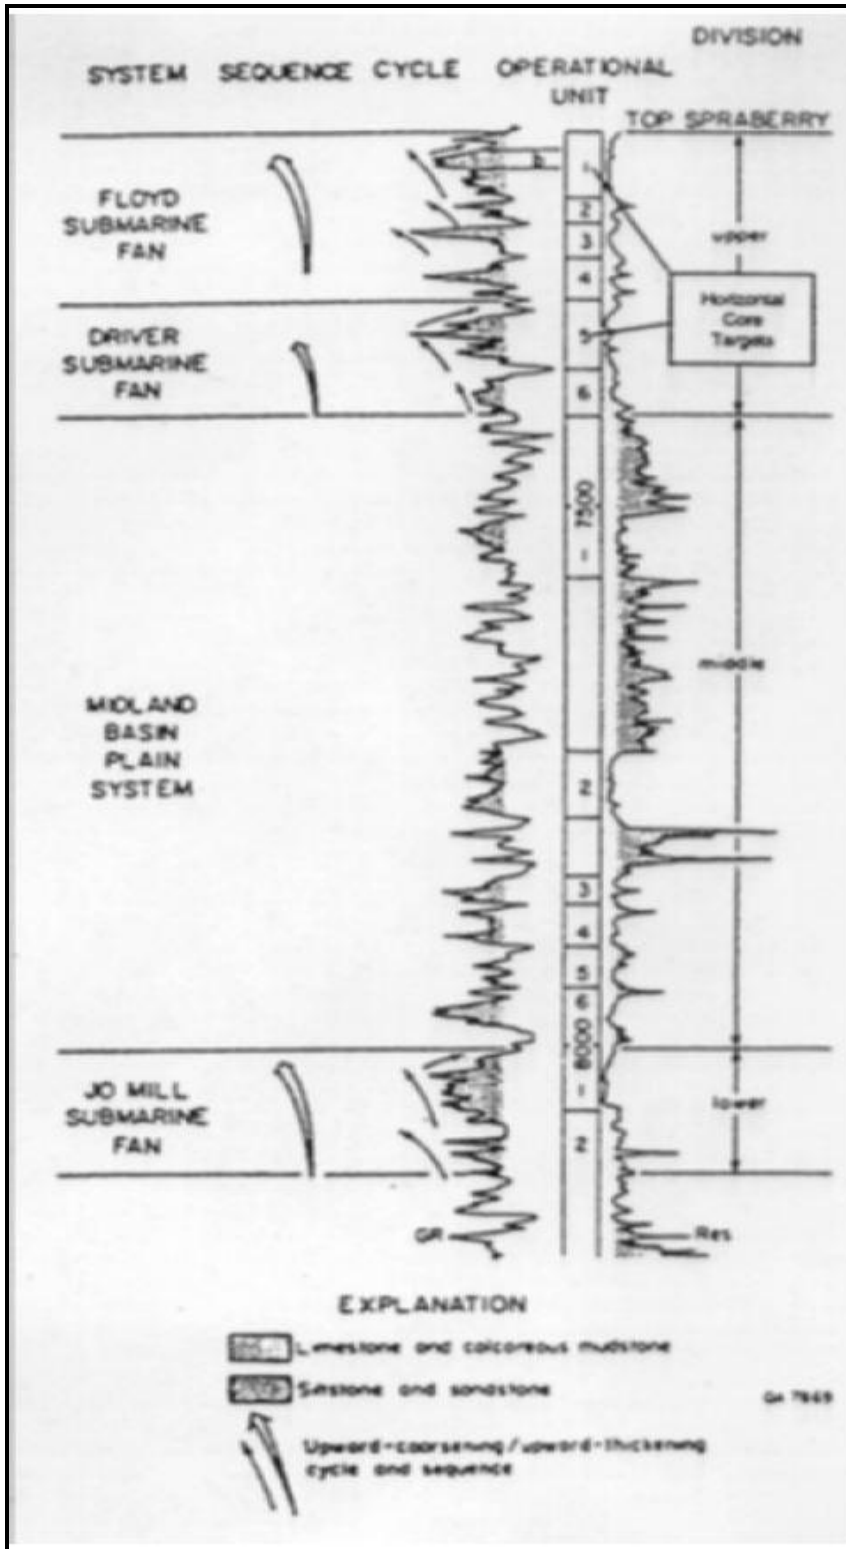 DIVISION
SYSTEM SEQUENCE CYCLE OPERATIONAL
UNIT
TOP SPRABERRY
FLOYD
SUBMARINE
FAN
1
2
3
4
upper
Horizontal
Core
Targets
DRIVER
SUBMARINE
FAN
5
6
7500
1
MIDLAND
BASIN
PLAIN
SYSTEM
middle
2
3
4
5
6
8000
1
JO MILL
SUBMARINE
FAN
lower
2
GR
Res
EXPLANATION
Limestone and calcareous mudstone
Siltstone and sandstone
QA 7869
Upward-coarsening/upward-thickening
cycle and sequence